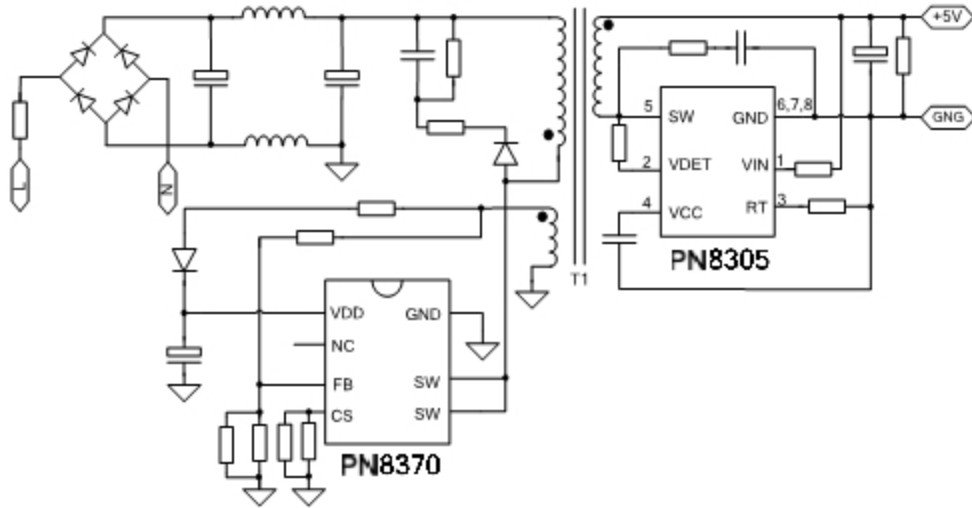 +5V
5
SW
6,7,8
GND
GNG
2
VDET
VIN
1
L
N
4
VCC
RT
3
PN8305
T1
VDD
GND
NC
FB
SW
CS
SW
PN8370